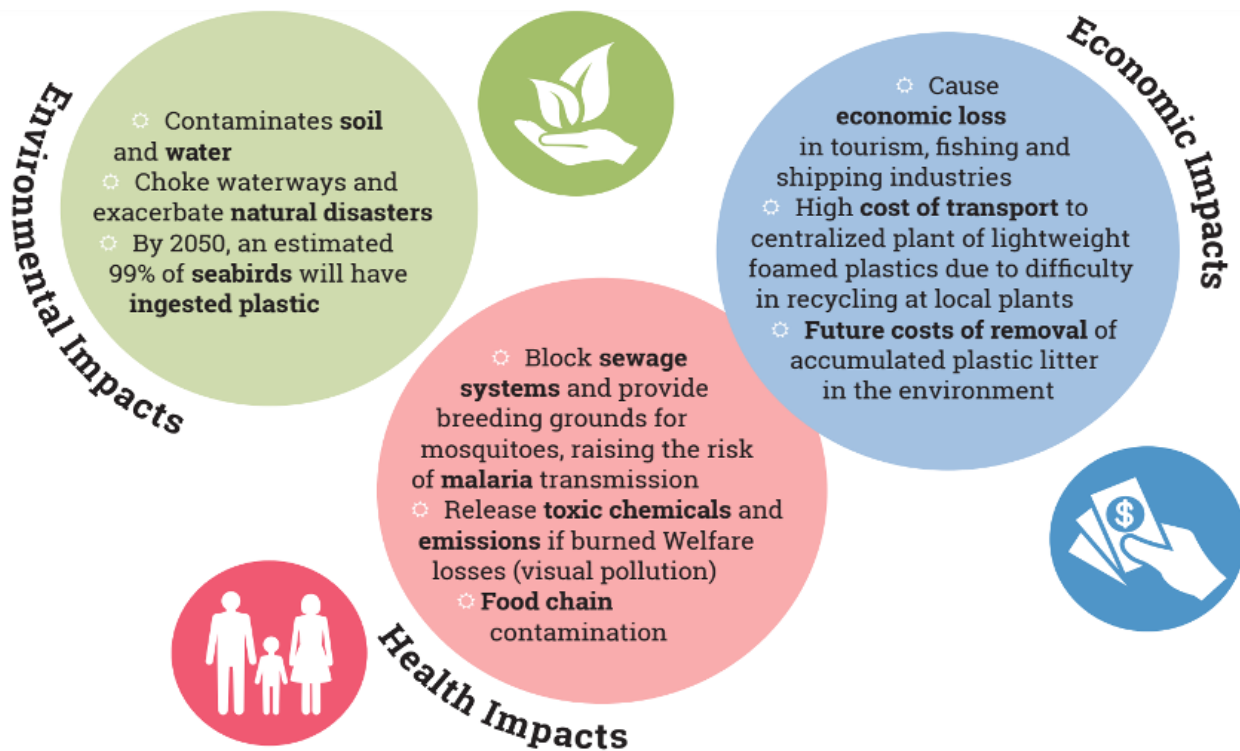 Environmental Impacts
Contaminates soil
and water
Choke waterways and
exacerbate natural disasters
By 2050, an estimated
99% of seabirds will have
ingested plastic
Economic Impacts
Cause
economic loss
in tourism, fishing and
shipping industries
High cost of transport to
centralized plant of lightweight
foamed plastics due to difficulty
in recycling at local plants
Future costs of removal of
accumulated plastic litter
in the environment
$
Block sewage
systems and provide
breeding grounds for
mosquitoes, raising the risk
of malaria transmission
Release toxic chemicals and
emissions if burned Welfare
losses (visual pollution)
Food chain
contamination
Health Impacts